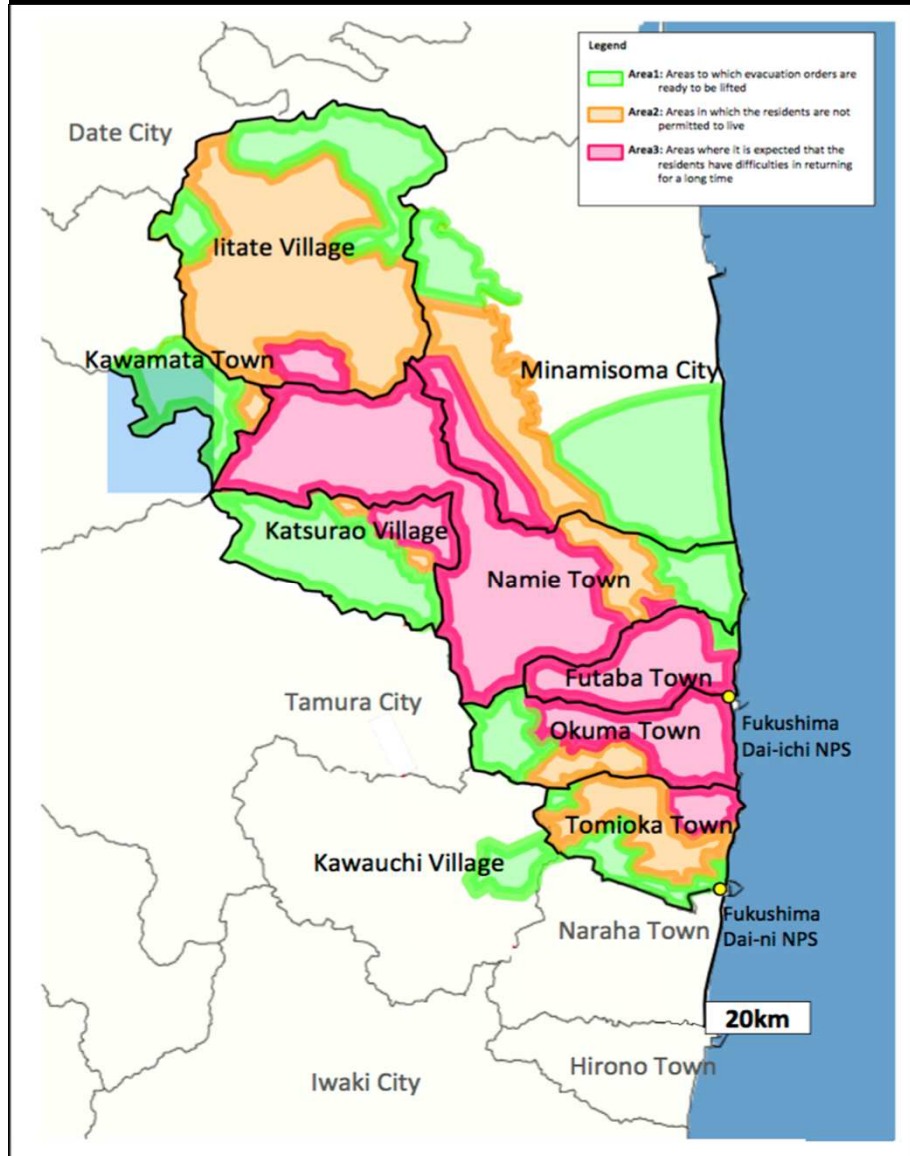 Legend
Area1: Areas to which evacuation orders are
ready to be lifted
Area2: Areas in which the residents are not
permitted to live
Area3: Areas where it is expected that the
residents have difficulties in returning
for a long time
Date City
Iitate Village
Kawamata Town
Minamisoma City
Katsurao Village
Namie Town
Futaba Town
Tamura City
Okuma Town
Fukushima
Dai-ichi NPS
Tomioka Town
Kawauchi Village
Fukushima
Dai-ni NPS
Naraha Town
20km
Hirono Town
Iwaki City